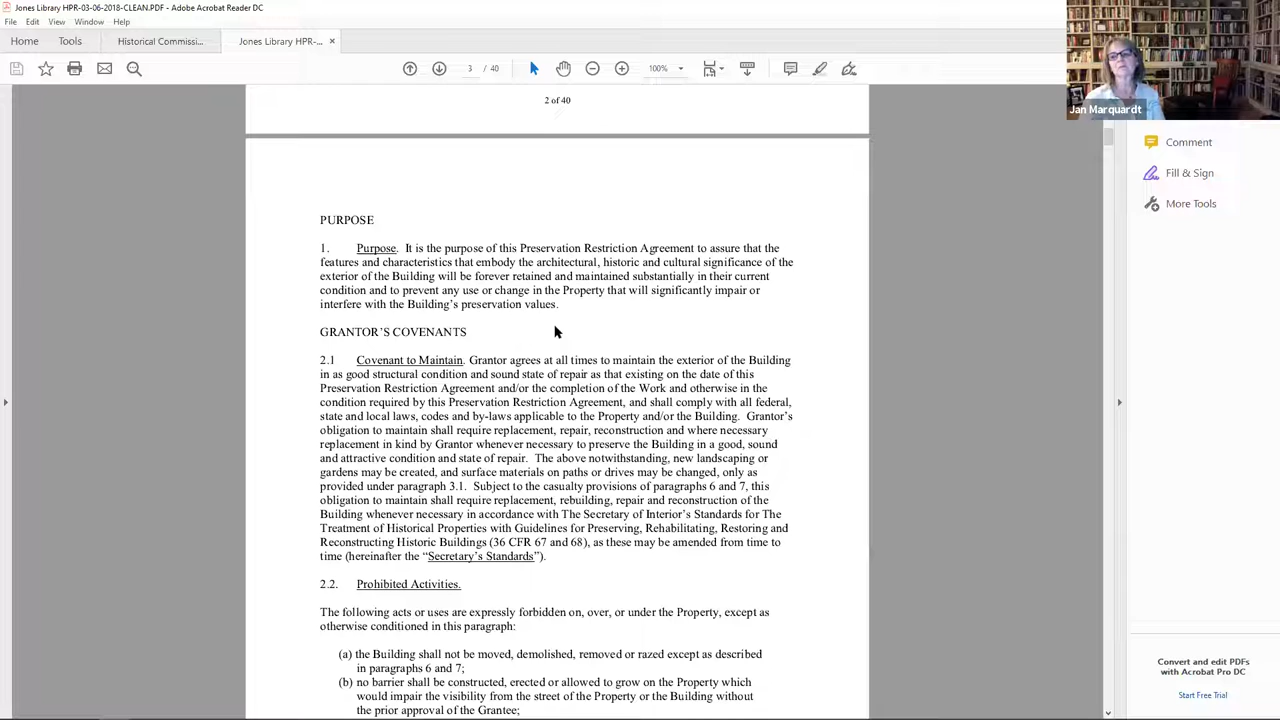 Jones Library HPR-03-06-2018-CLEAN.PDF - Adobe Acrobat Reader DC
File Edit View Window Help
Home Tools Historical Commissi... Jones Library HPR-... ×
3 / 40 100%
Jan Marquardt
2 of 40
PURPOSE
1. Purpose. It is the purpose of this Preservation Restriction Agreement to assure that the
features and characteristics that embody the architectural, historic and cultural significance of the
exterior of the Building will be forever retained and maintained substantially in their current
condition and to prevent any use or change in the Property that will significantly impair or
interfere with the Building's preservation values.
GRANTOR'S COVENANTS
2.1 Covenant to Maintain. Grantor agrees at all times to maintain the exterior of the Building
in as good structural condition and sound state of repair as that existing on the date of this
Preservation Restriction Agreement and/or the completion of the Work and otherwise in the
condition required by this Preservation Restriction Agreement, and shall comply with all federal,
state and local laws, codes and by-laws applicable to the Property and/or the Building. Grantor's
obligation to maintain shall require replacement, repair, reconstruction and where necessary
replacement in kind by Grantor whenever necessary to preserve the Building in a good, sound
and attractive condition and state of repair. The above notwithstanding, new landscaping or
gardens may be created, and surface materials on paths or drives may be changed, only as
provided under paragraph 3.1. Subject to the casualty provisions of paragraphs 6 and 7, this
obligation to maintain shall require replacement, rebuilding, repair and reconstruction of the
Building whenever necessary in accordance with The Secretary of Interior's Standards for The
Treatment of Historical Properties with Guidelines for Preserving, Rehabilitating, Restoring and
Reconstructing Historic Buildings (36 CFR 67 and 68), as these may be amended from time to
time (hereinafter the “Secretary's Standards”).
2.2. Prohibited Activities.
The following acts or uses are expressly forbidden on, over, or under the Property, except as
otherwise conditioned in this paragraph:
(a) the Building shall not be moved, demolished, removed or razed except as described
in paragraphs 6 and 7;
(b) no barrier shall be constructed, erected or allowed to grow on the Property which
would impair the visibility from the street of the Property or the Building without
the prior approval of the Grantee;
Comment
Fill & Sign
More Tools
Convert and edit PDFs
with Acrobat Pro DC
Start Free Trial